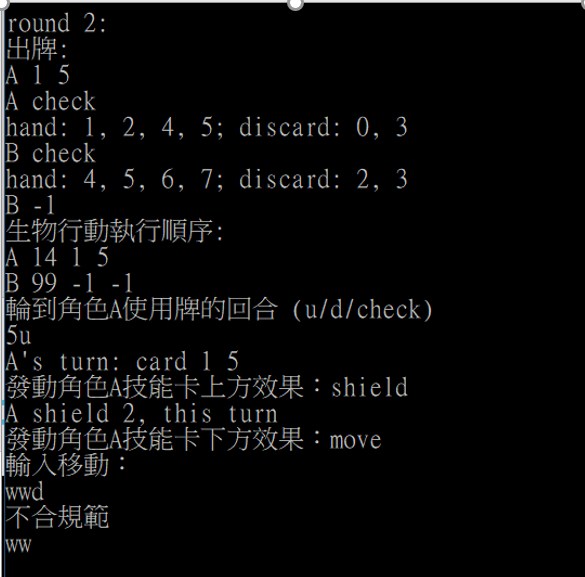 round 2:
出牌:
A 1 5
A check
hand: 1, 2, 4, 5; discard: 0, 3
B check
hand: 4, 5, 6, 7; discard: 2, 3
B -1
生物行動執行順序:
A 14 1 5
B 99 -1 -1
輪到角色A使用牌的回合 (u/d/check)
5u
A's turn: card 1 5
發動角色A技能卡上方效果：shield
A shield 2, this turn
發動角色A技能卡下方效果：move
輸入移動：
wwd
不合規範
ww